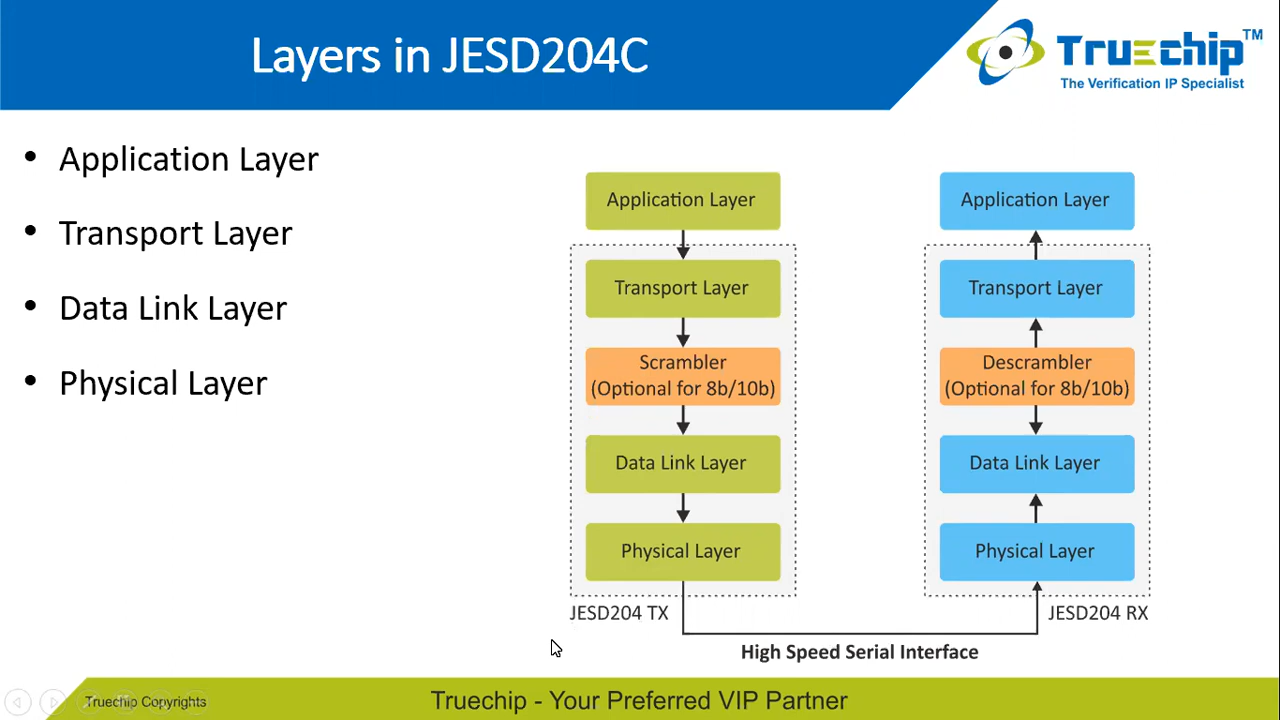 Layers in JESD204C
Truechip™
The Verification IP Specialist
• Application Layer
• Transport Layer
• Data Link Layer
• Physical Layer
Application Layer
Transport Layer
Scrambler
(Optional for 8b/10b)
Data Link Layer
Physical Layer
JESD204 TX
Application Layer
Transport Layer
Descrambler
(Optional for 8b/10b)
Data Link Layer
Physical Layer
JESD204 RX
High Speed Serial Interface
Truechip Copyrights
Truechip - Your Preferred VIP Partner